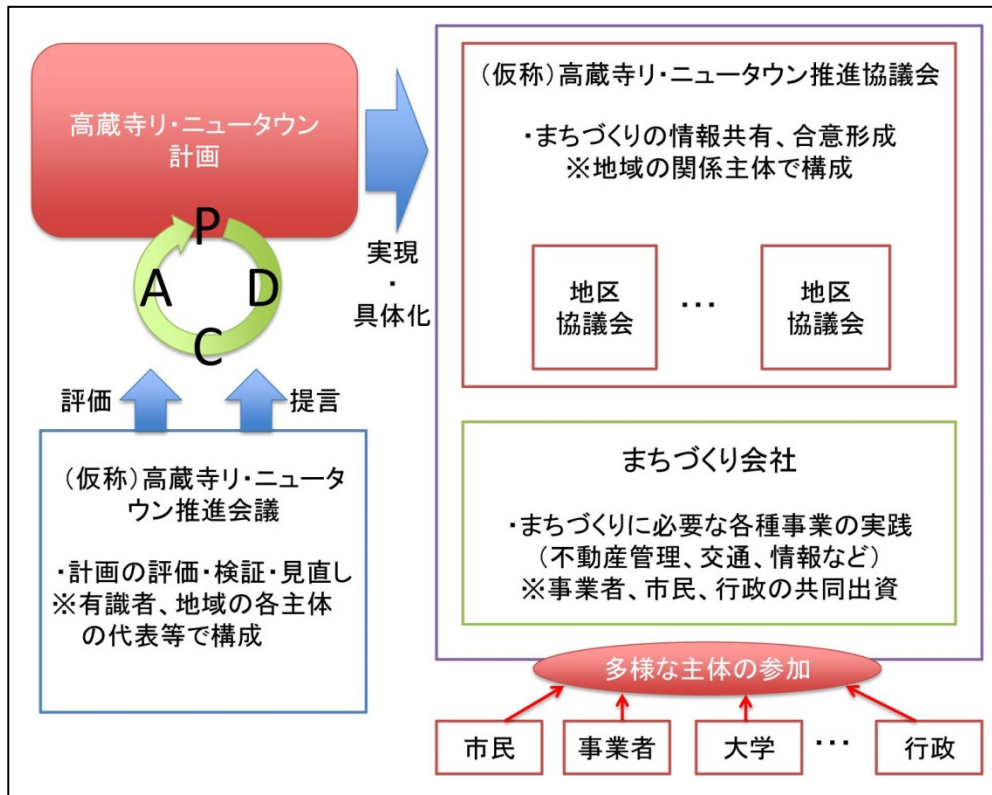 高蔵寺リ・ニュータウン
計画
P
D
C
A
実現
・
具体化
評価
提言
（仮称）高蔵寺リ・ニュータ
ウン推進会議
・計画の評価・検証・見直し
※有識者、地域の各主体
の代表等で構成
（仮称）高蔵寺リ・ニュータウン推進協議会
・まちづくりの情報共有、合意形成
※地域の関係主体で構成
地区
協議会
…
地区
協議会
まちづくり会社
・まちづくりに必要な各種事業の実践
（不動産管理、交通、情報など）
※事業者、市民、行政の共同出資
多様な主体の参加
市民
事業者
大学
…
行政